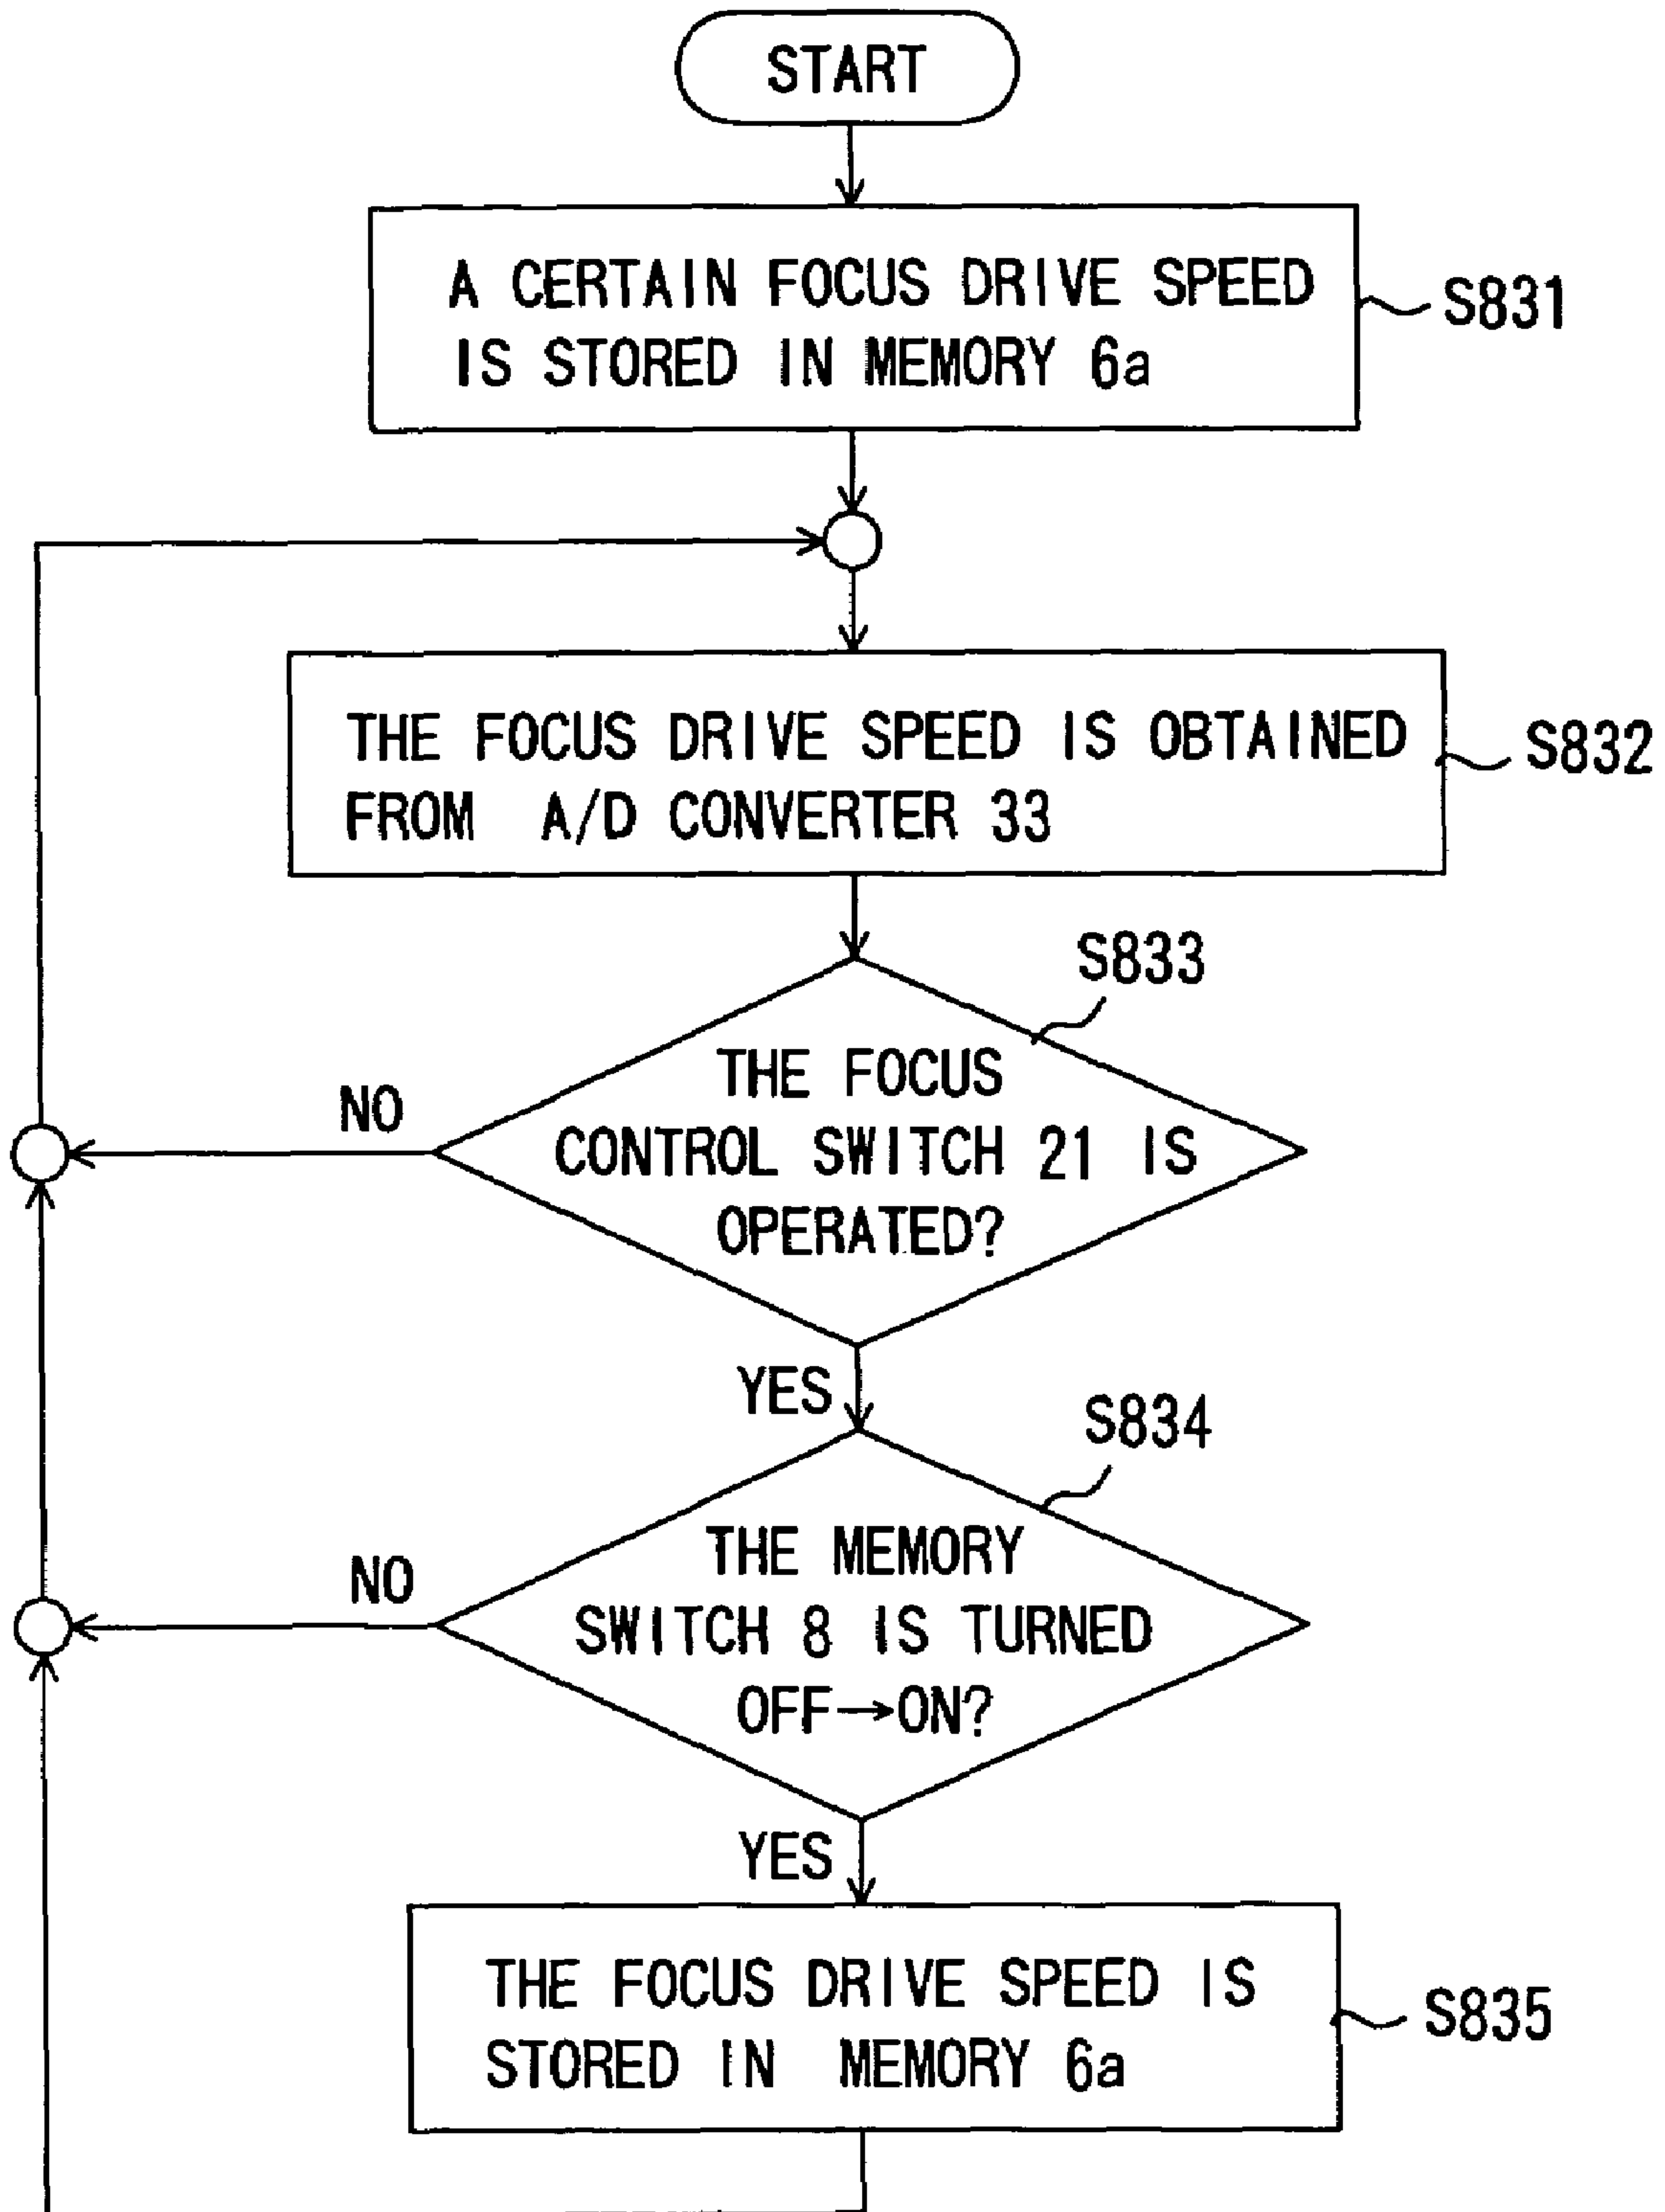 START
A CERTAIN FOCUS DRIVE SPEED
IS STORED IN MEMORY 6a
S831
THE FOCUS DRIVE SPEED IS OBTAINED
FROM A/D CONVERTER 33
S832
S833
THE FOCUS
CONTROL SWITCH 21 IS
OPERATED?
NO
YES
S834
THE MEMORY
SWITCH 8 IS TURNED
OFF→ON?
NO
YES
THE FOCUS DRIVE SPEED IS
STORED IN MEMORY 6a
S835